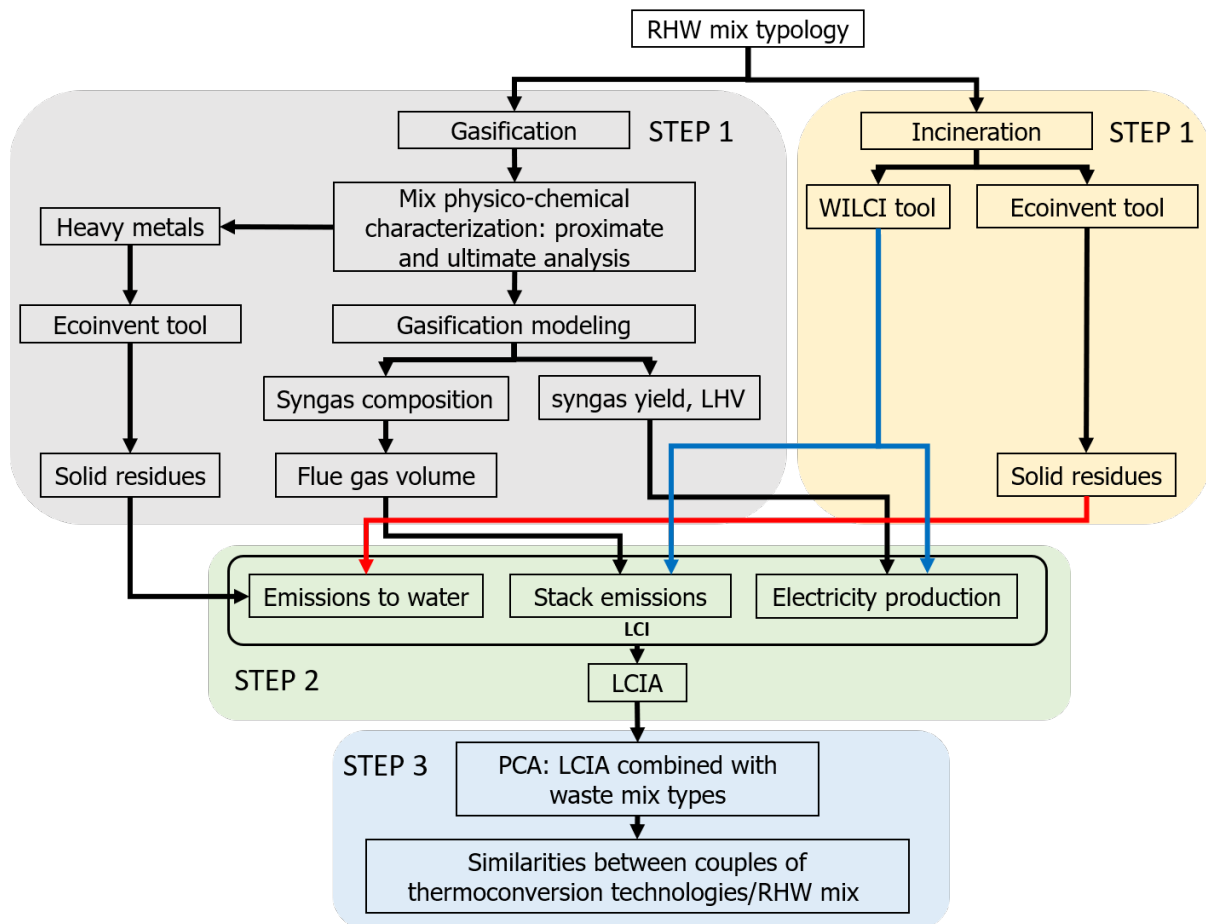 RHW mix typology
Gasification
STEP 1
Incineration
STEP 1
Mix physico-chemical
characterization: proximate
and ultimate analysis
Heavy metals
WILCI tool
Ecoinvent tool
Ecoinvent tool
Gasification modeling
Syngas composition
syngas yield, LHV
Solid residues
Flue gas volume
Solid residues
Emissions to water
Stack emissions
Electricity production
LCI
STEP 2
LCIA
STEP 3
PCA: LCIA combined with
waste mix types
Similarities between couples of
thermoconversion technologies/RHW mix